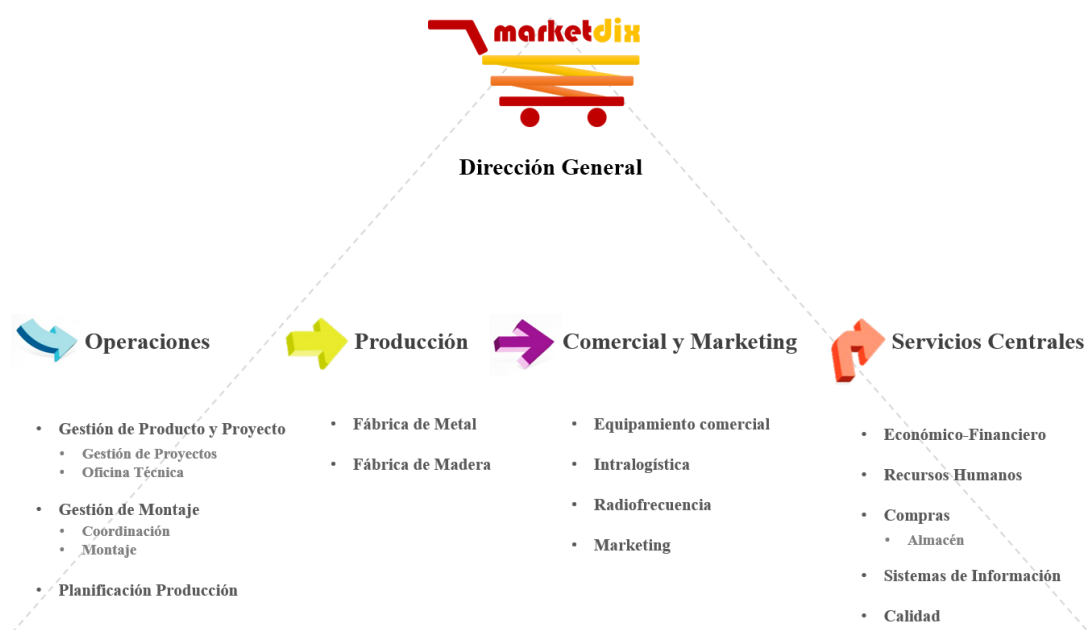 marketdix
Dirección General
Operaciones
• Gestión de Producto y Proyecto
• Gestión de Proyectos
• Oficina Técnica
• Gestión de Montaje
• Coordinación
• Montaje
• Planificación Producción
Producción
• Fábrica de Metal
• Fábrica de Madera
Comercial y Marketing
• Equipamiento comercial
• Intralogística
• Radiofrecuencia
• Marketing
Servicios Centrales
• Económico-Financiero
• Recursos Humanos
• Compras
• Almacén
• Sistemas de Información
• Calidad